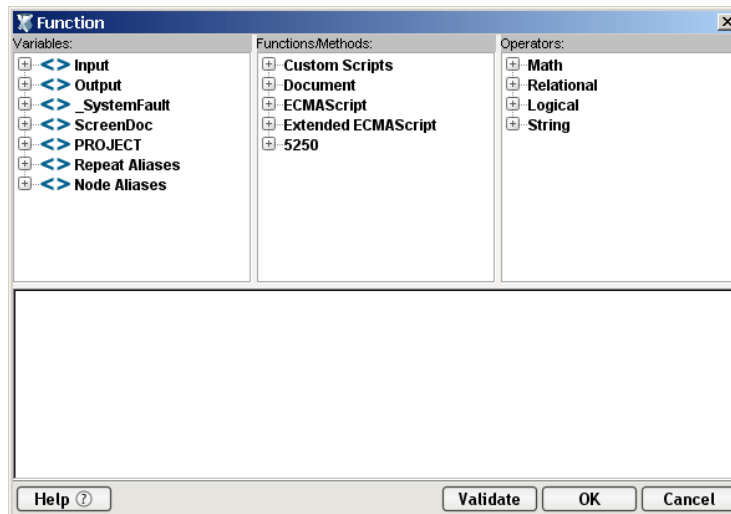 Function
Variables: Functions/Methods: Operators:
Input
Output
_SystemFault
ScreenDoc
PROJECT
Repeat Aliases
Node Aliases
Custom Scripts
Document
ECMAScript
Extended ECMAScript
5250
Math
Relational
Logical
String
Help ? Validate OK Cancel